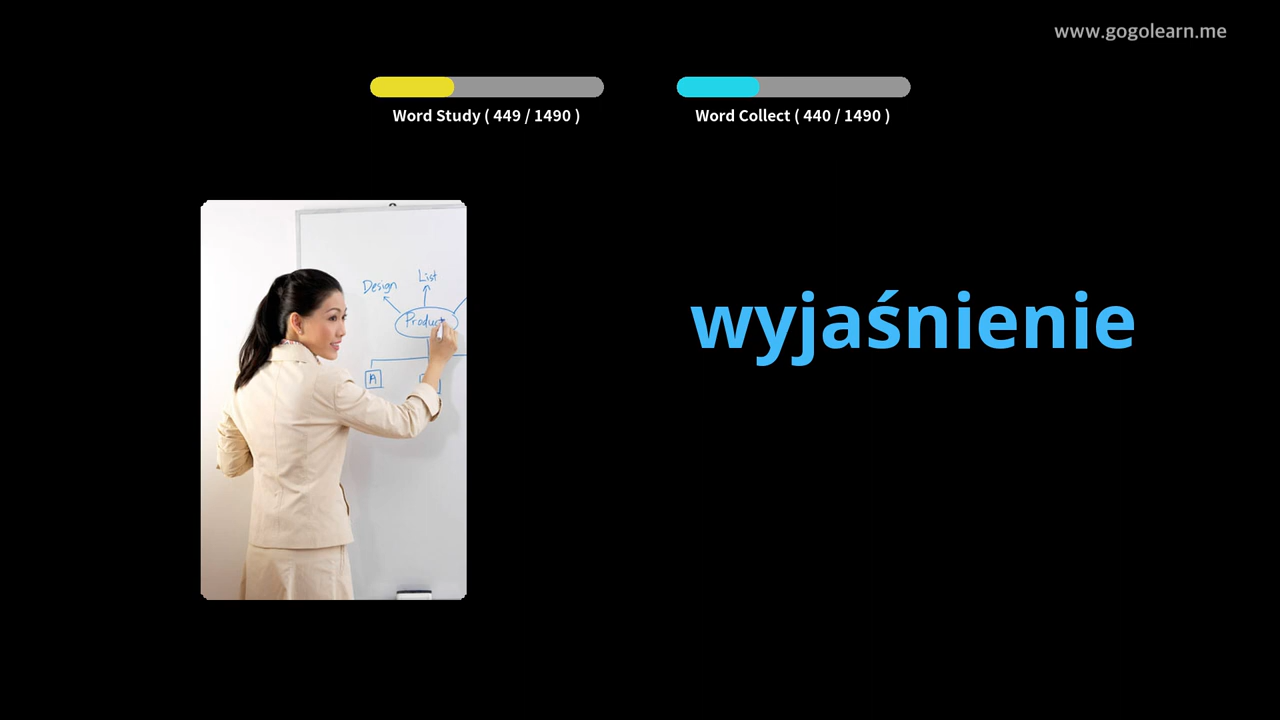 www.gogolearn.me
Word Study ( 449 / 1490 )
Word Collect ( 440 / 1490 )
wyjaśnienie
List
Design
Product
A